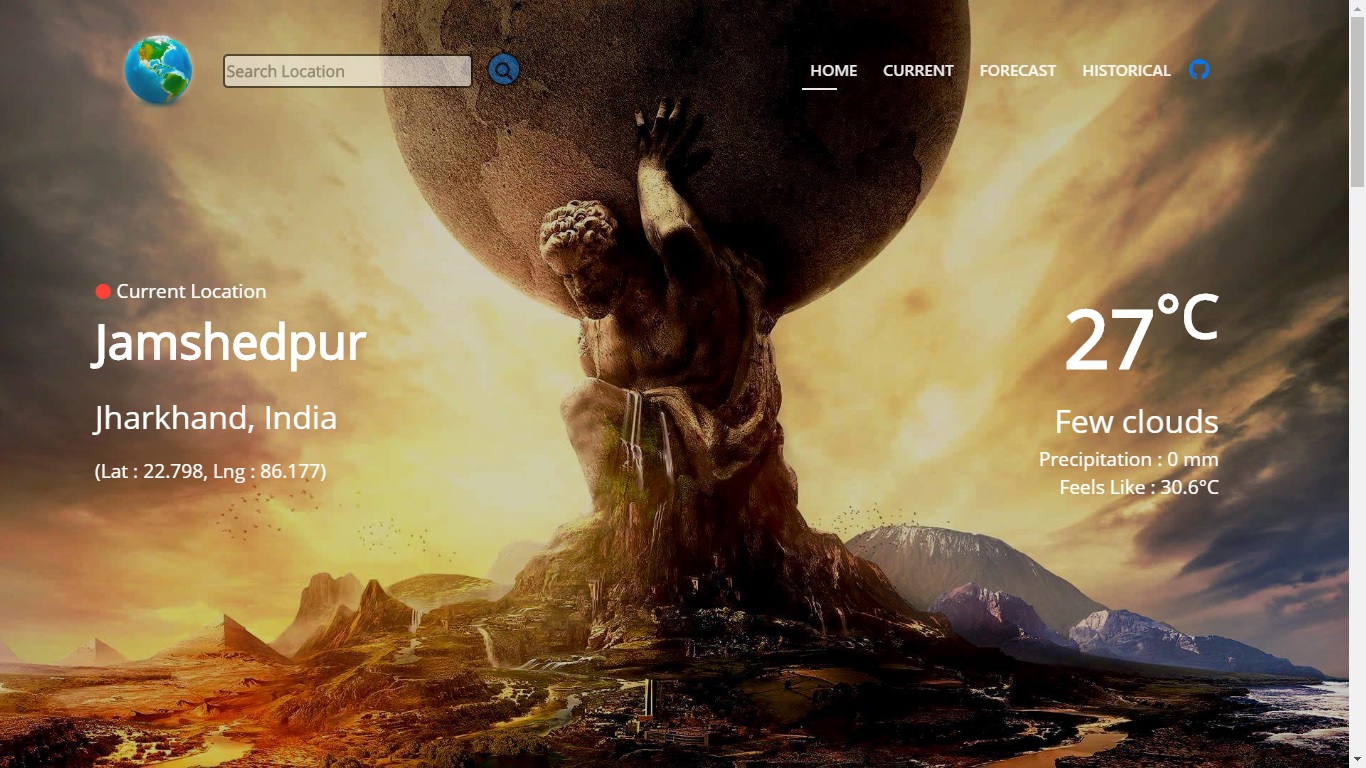 Search Location
HOME CURRENT FORECAST HISTORICAL
Current Location
Jamshedpur
Jharkhand, India
(Lat : 22.798, Lng : 86.177)
27°C
Few clouds
Precipitation : 0 mm
Feels Like : 30.6°C